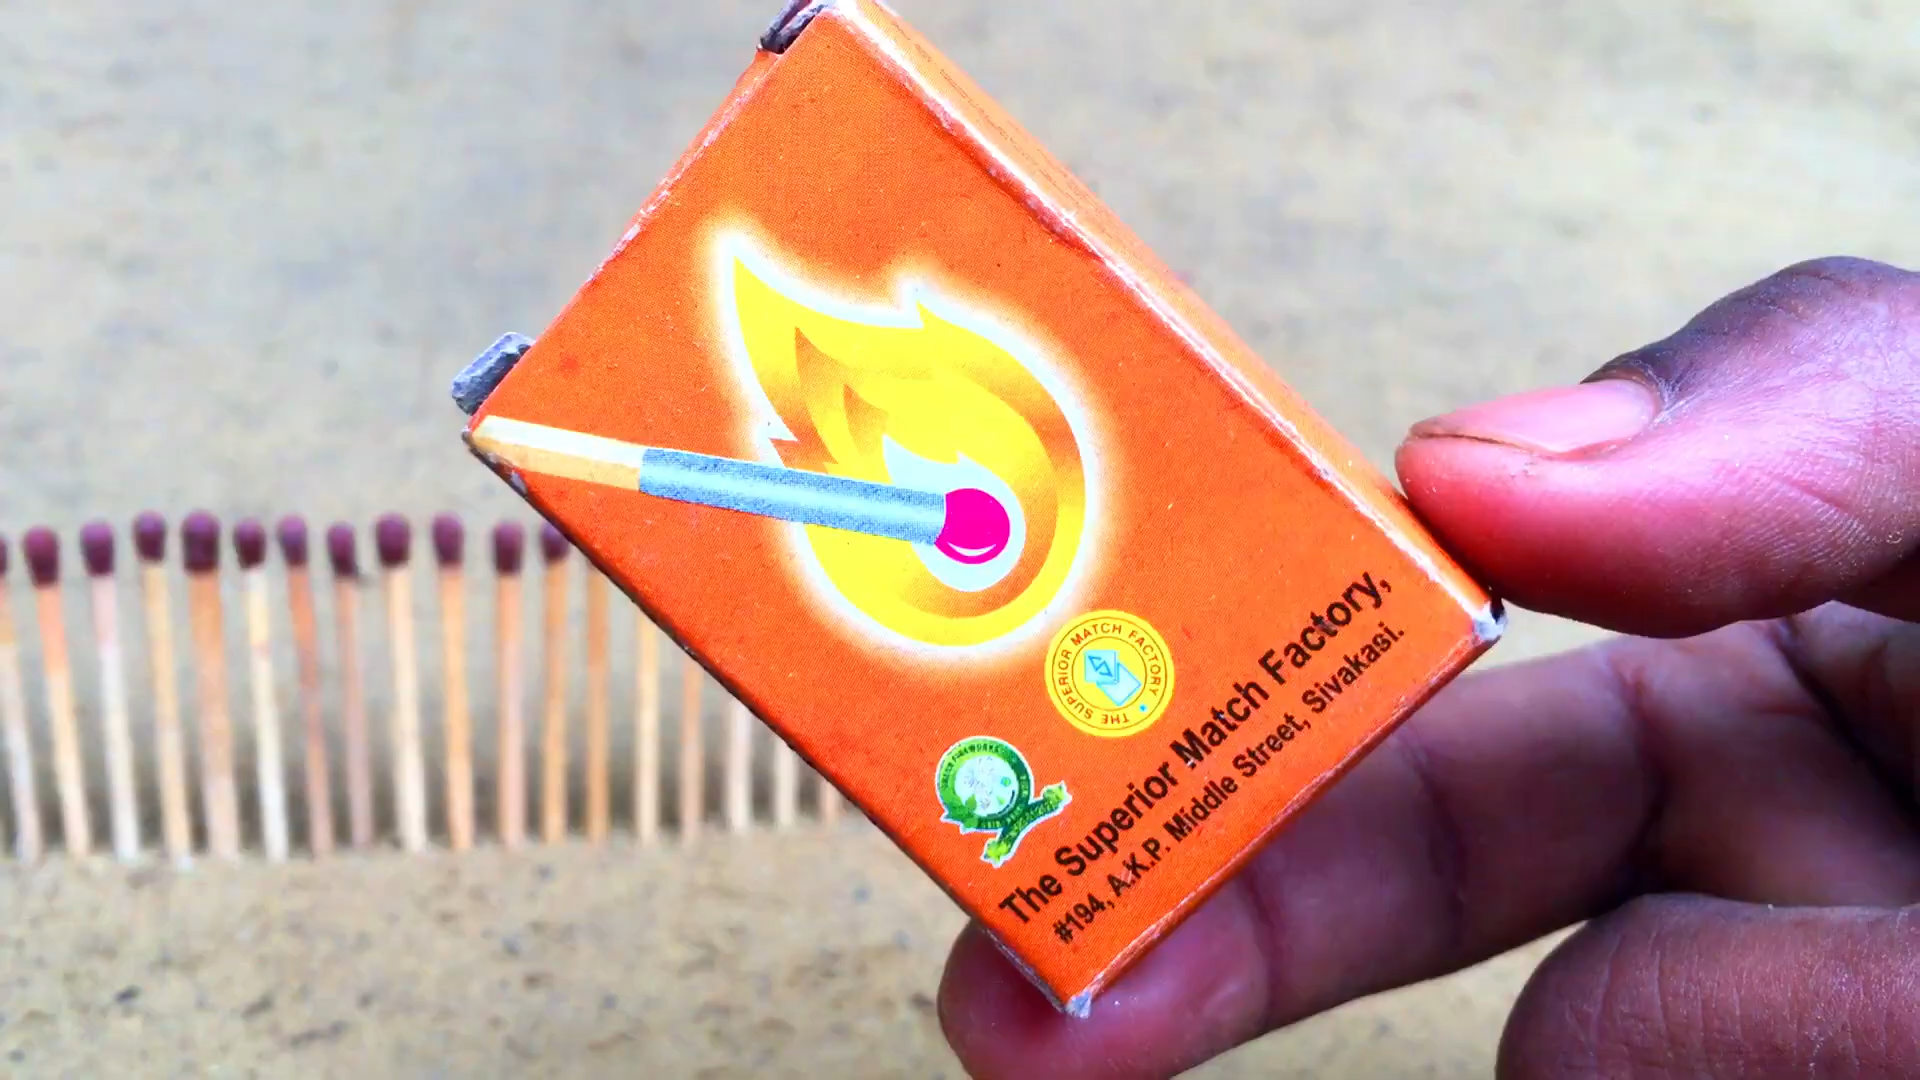 THE SUPERIOR MATCH FACTORY
The Superior Match Factory,
#194, A.K.P. Middle Street, Sivakasi.